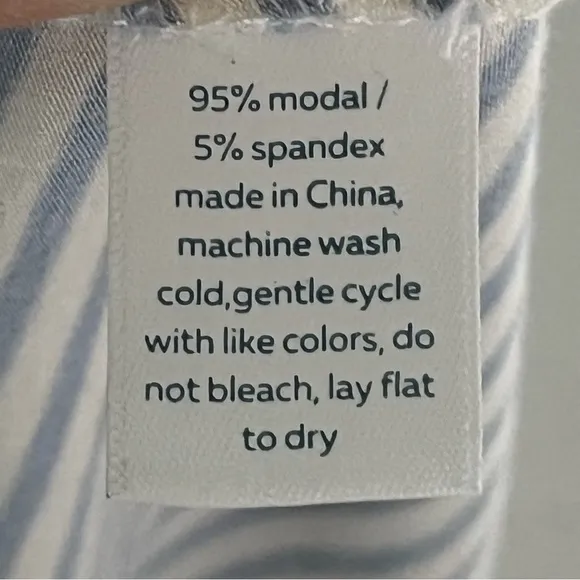 95% modal /
5% spandex
made in China,
machine wash
cold,gentle cycle
with like colors, do
not bleach, lay flat
to dry